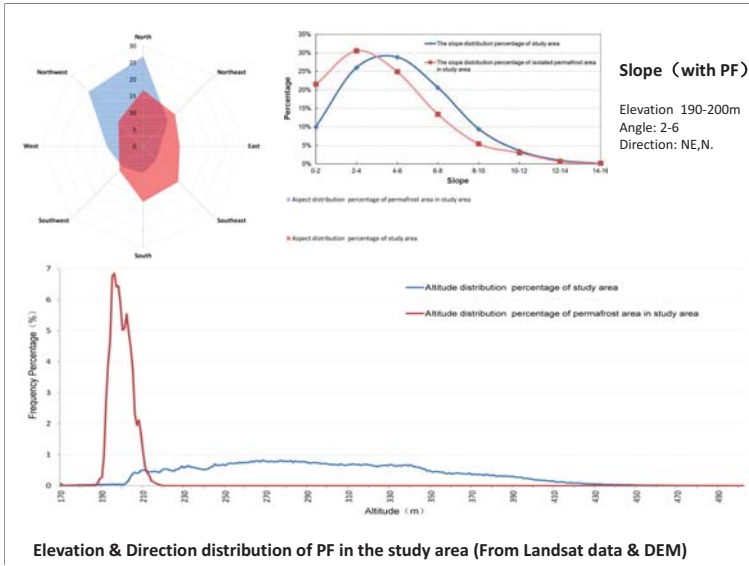 North
Northeast
East
Southeast
South
Southwest
West
Northwest
30
25
20
15
10
5
0
Percentage
35%
30%
25%
20%
15%
10%
5%
0%
The slope distribution percentage of study area
The slope distribution percentage of isolated permafrost area
in study area
0-2 2-4 4-6 6-8 8-10 10-12 12-14 14-16
Slope
Aspect distribution percentage of permafrost area in study area
Aspect distribution percentage of study area
Slope（with PF）
Elevation 190-200m
Angle: 2-6
Direction: NE,N.
Frequency Percentage（%）
7
6
5
4
3
2
1
0
Altitude distribution percentage of study area
Altitude distribution percentage of pemafrost area in study area
170 190 210 230 250 270 290 310 330 350 370 390 410 430 450 470 490
Altitude（m）
Elevation & Direction distribution of PF in the study area (From Landsat data & DEM)